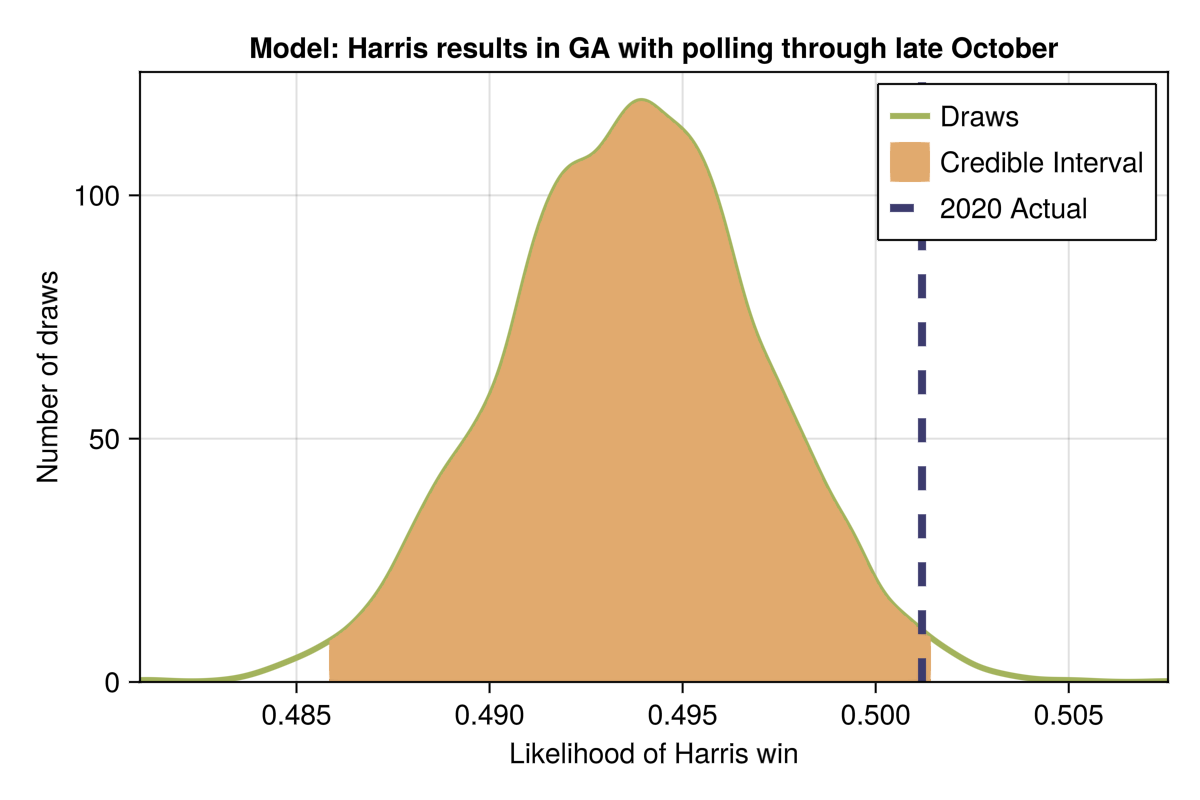 Model: Harris results in GA with polling through late October
Draws
Credible Interval
2020 Actual
Number of draws
100
50
0
0.485
0.490
0.495
0.500
0.505
Likelihood of Harris win